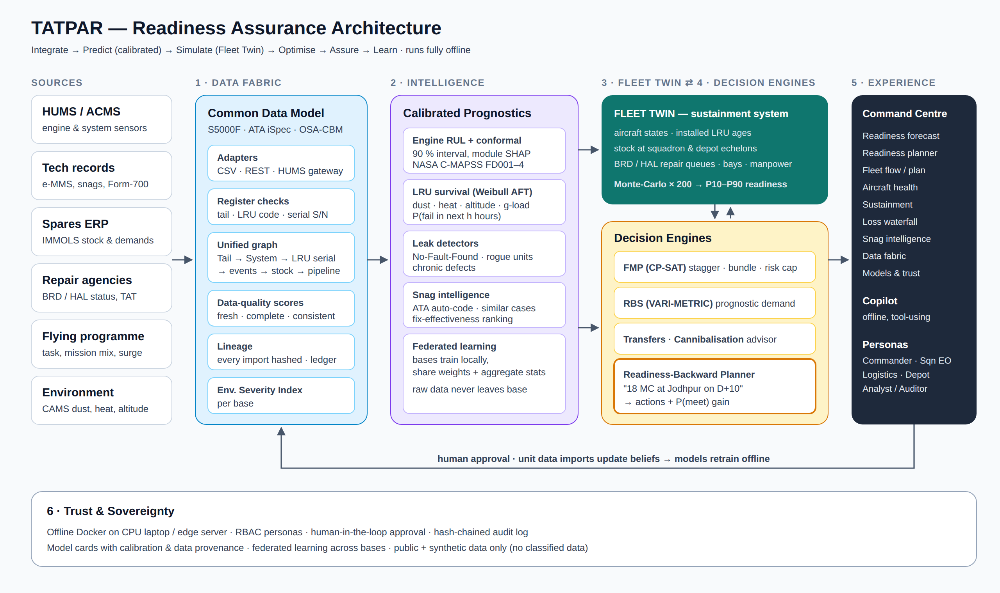 TATPAR — Readiness Assurance Architecture
Integrate → Predict (calibrated) → Simulate (Fleet Twin) → Optimise → Assure → Learn · runs fully offline
SOURCES
HUMS / ACMS
engine & system sensors
Tech records
e-MMS, snags, Form-700
Spares ERP
IMMOLS stock & demands
Repair agencies
BRD / HAL status, TAT
Flying programme
task, mission mix, surge
Environment
CAMS dust, heat, altitude
1 · DATA FABRIC
Common Data Model
S5000F · ATA iSpec · OSA-CBM
Adapters
CSV · REST · HUMS gateway
Register checks
tail · LRU code · serial S/N
Unified graph
Tail → System → LRU serial
→ events → stock → pipeline
Data-quality scores
fresh · complete · consistent
Lineage
every import hashed · ledger
Env. Severity Index
per base
2 · INTELLIGENCE
Calibrated Prognostics
Engine RUL + conformal
90 % interval, module SHAP
NASA C-MAPSS FD001–4
LRU survival (Weibull AFT)
dust · heat · altitude · g-load
P(fail in next h hours)
Leak detectors
No-Fault-Found · rogue units
chronic defects
Snag intelligence
ATA auto-code · similar cases
fix-effectiveness ranking
Federated learning
bases train locally,
share weights + aggregate stats
raw data never leaves base
3 · FLEET TWIN ⇄ 4 · DECISION ENGINES
FLEET TWIN — sustainment system
aircraft states · installed LRU ages
stock at squadron & depot echelons
BRD / HAL repair queues · bays · manpower
Monte-Carlo × 200 → P10–P90 readiness
Decision Engines
FMP (CP-SAT) stagger · bundle · risk cap
RBS (VARI-METRIC) prognostic demand
Transfers · Cannibalisation advisor
Readiness-Backward Planner
"18 MC at Jodhpur on D+10"
→ actions + P(meet) gain
5 · EXPERIENCE
Command Centre
Readiness forecast
Readiness planner
Fleet flow / plan
Aircraft health
Sustainment
Loss waterfall
Snag intelligence
Data fabric
Models & trust
Copilot
offline, tool-using
Personas
Commander · Sqn EO
Logistics · Depot
Analyst / Auditor
human approval · unit data imports update beliefs → models retrain offline
6 · Trust & Sovereignty
Offline Docker on CPU laptop / edge server · RBAC personas · human-in-the-loop approval · hash-chained audit log
Model cards with calibration & data provenance · federated learning across bases · public + synthetic data only (no classified data)